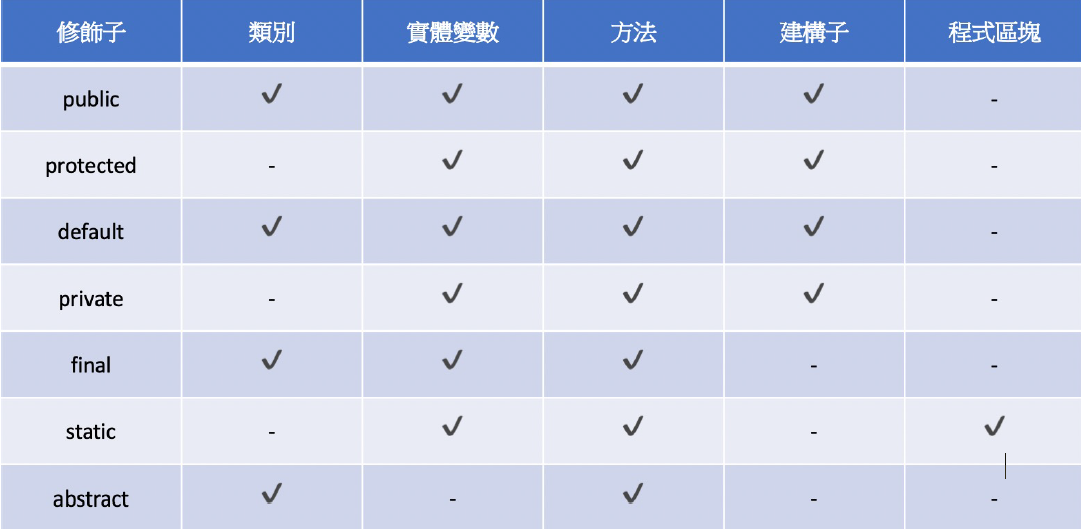 修飾子 類別 實體變數 方法 建構子 程式區塊
public ✓ ✓ ✓ ✓ -
protected - ✓ ✓ ✓ -
default ✓ ✓ ✓ ✓ -
private - ✓ ✓ ✓ -
final ✓ ✓ ✓ - -
static - ✓ ✓ - ✓
abstract ✓ - ✓ - -